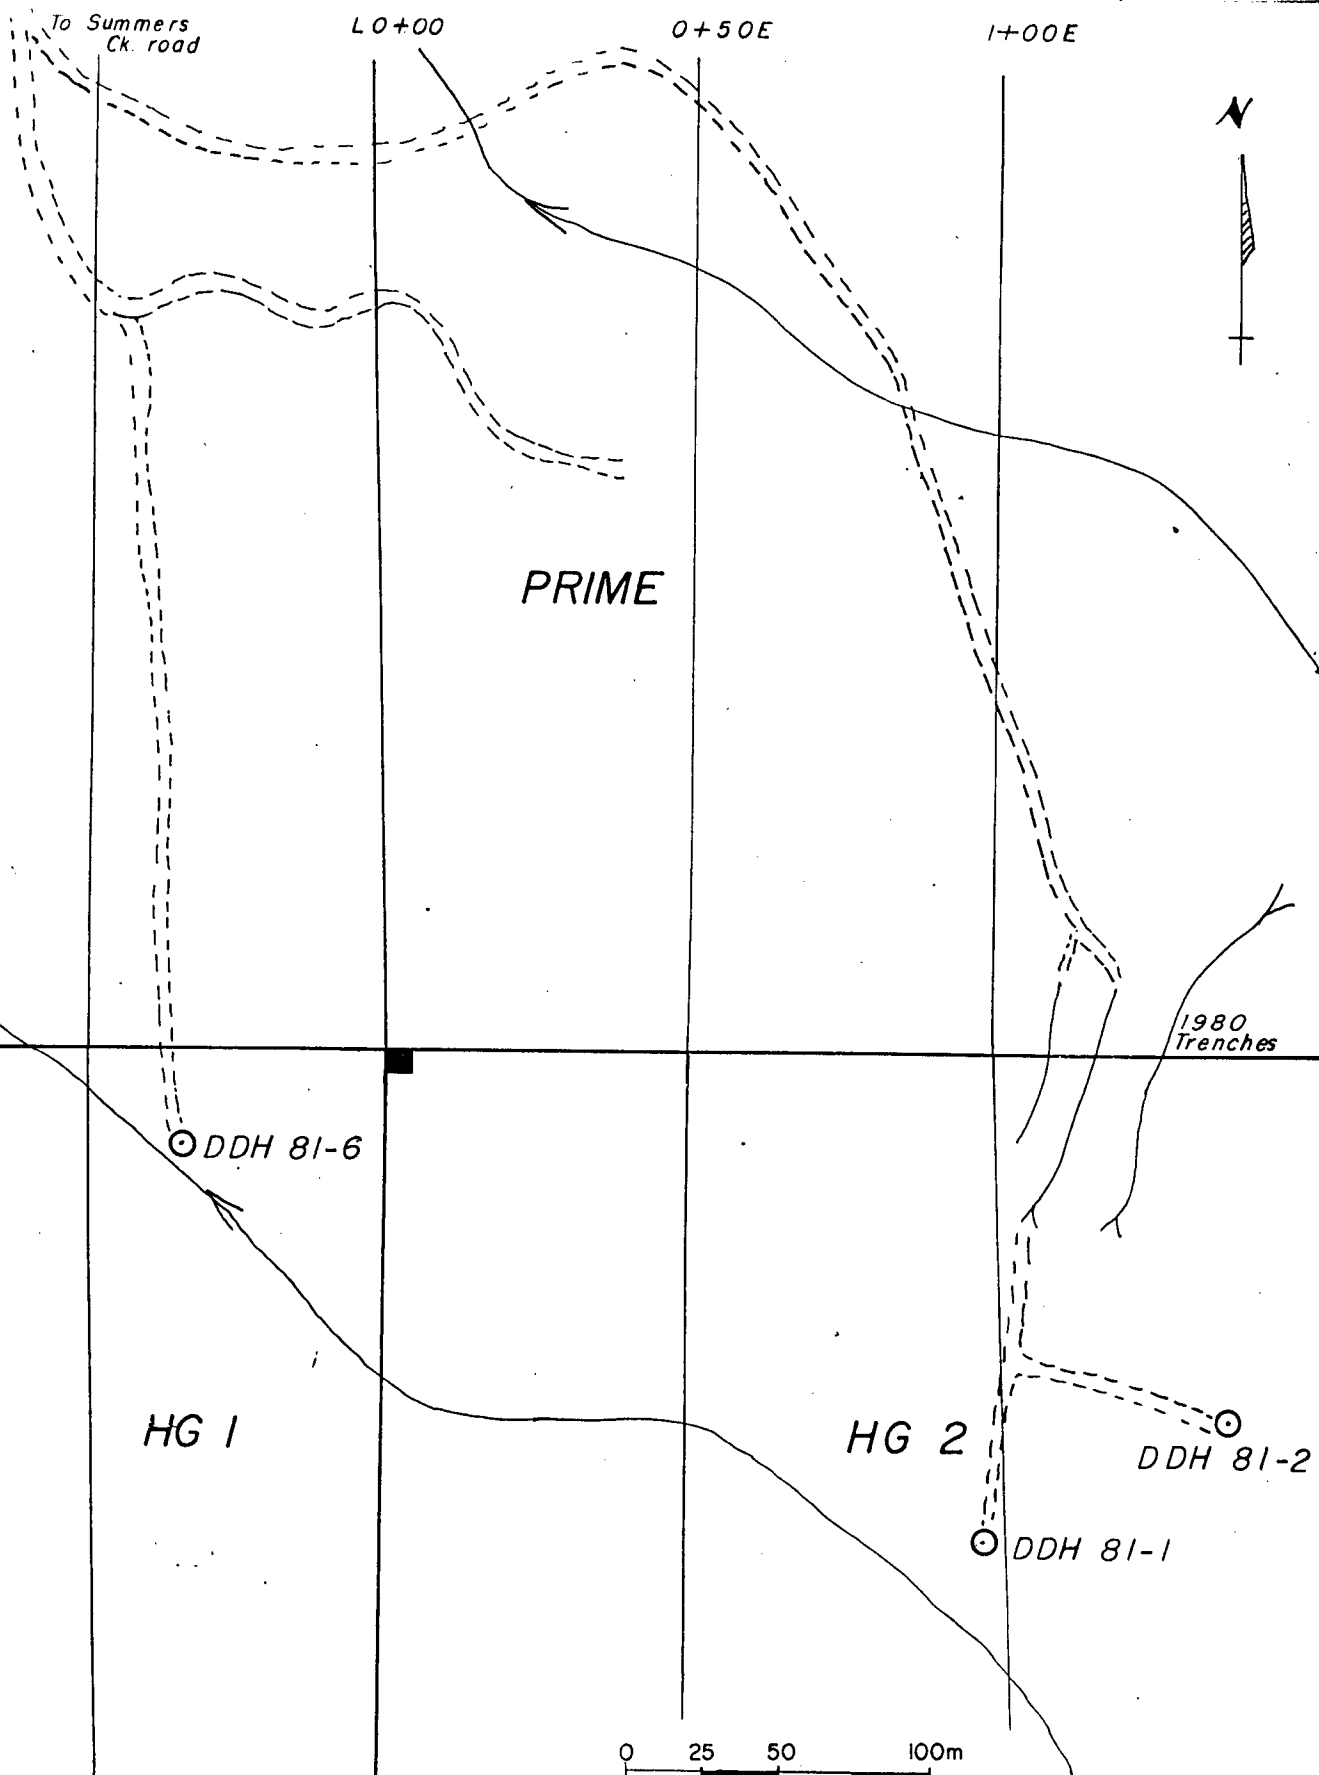 To Summers
Ck. road
L 0+00
0+50E
1+00E
N
PRIME
1980
Trenches
DDH 81-6
HG 1
HG 2
DDH 81-2
DDH 81-1
0 25 50 100m